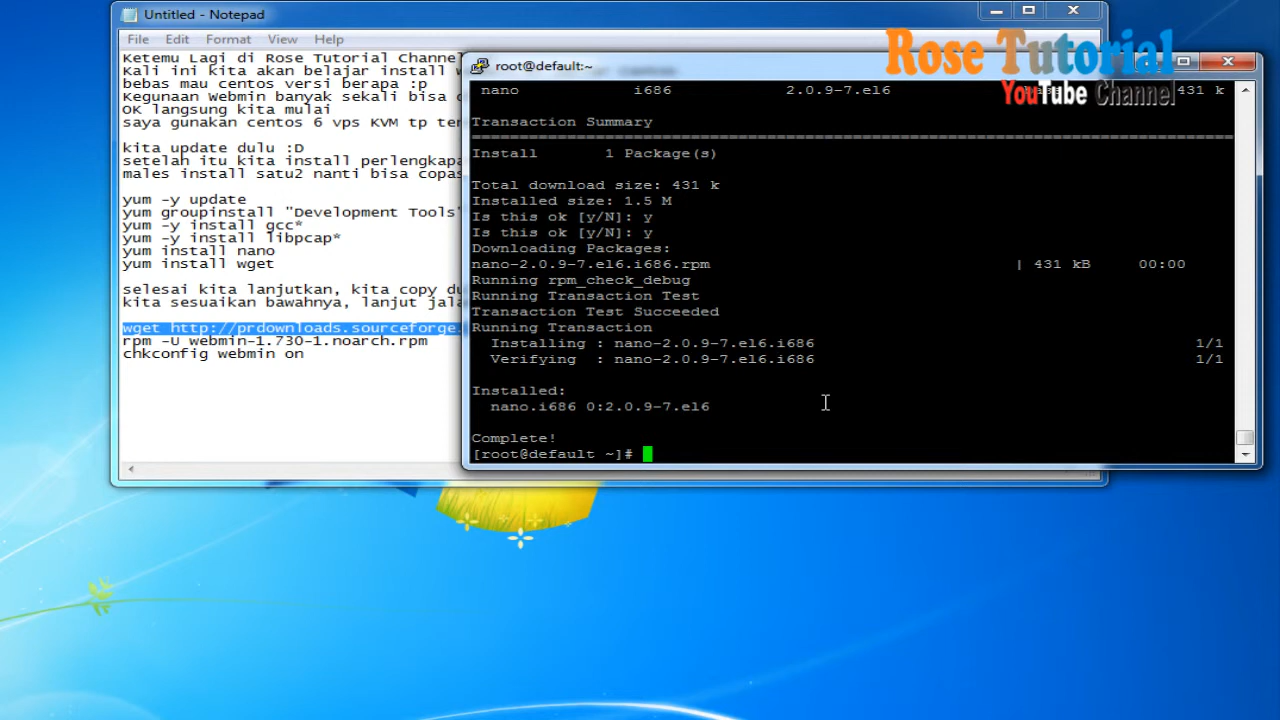 Untitled - Notepad
File Edit Format View Help
Ketemu Lagi di Rose Tutorial Channel
Kali ini kita akan belajar install
bebas mau centos versi berapa :p
Kegunaan Webmin banyak sekali bisa
OK langsung kita mulai
saya gunakan centos 6 vps KVM tp
kita update dulu :D
setelah itu kita install
males install satu2 nanti bisa copas
yum -y update
yum groupinstall "Development Tools"
yum -y install gcc*
yum -y install libpcap*
yum install nano
yum install wget
selesai kita lanjutkan, kita copy
kita sesuaikan bawahnya, lanjut
wget http://prdownloads.sourceforge.
rpm -U webmin-1.730-1.noarch.rpm
chkconfig webmin on
root@default:~
nano i686 2.0.9-7.el6 431 k
Transaction Summary
================================================================================
Install 1 Package(s)
Total download size: 431 k
Installed size: 1.5 M
Is this ok [y/N]: y
Is this ok [y/N]: y
Downloading Packages:
nano-2.0.9-7.el6.i686.rpm | 431 kB 00:00
Running rpm_check_debug
Running Transaction Test
Transaction Test Succeeded
Running Transaction
Installing : nano-2.0.9-7.el6.i686 1/1
Verifying : nano-2.0.9-7.el6.i686 1/1
Installed:
nano.i686 0:2.0.9-7.el6
Complete!
[root@default ~]#
Rose Tutorial
YouTube Channel